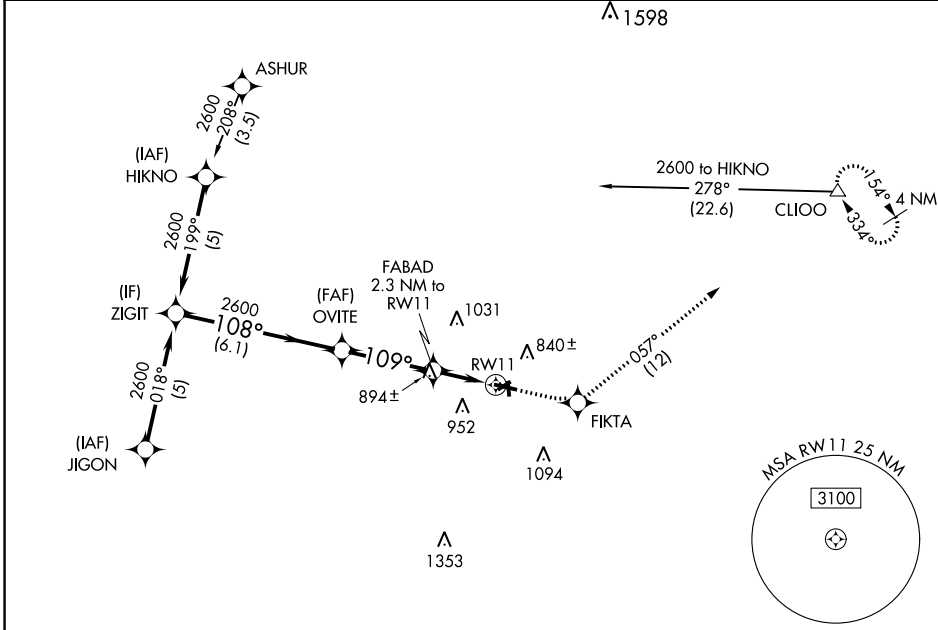 1598
ASHUR
2600
208°
(3.5)
(IAF)
HIKNO
2600 to HIKNO
278°
(22.6)
CLIOO
154°
4 NM
334°
2600
199°
(5)
FABAD
2.3 NM to
RW11
(IF)
ZIGIT
2600
108°
(6.1)
(FAF)
OVITE
1031
109°
RW11
840±
057°
(12)
894±
952
FIKTA
2600
018°
(5)
(IAF)
JIGON
1094
1353
MSA RW11 25 NM
3100